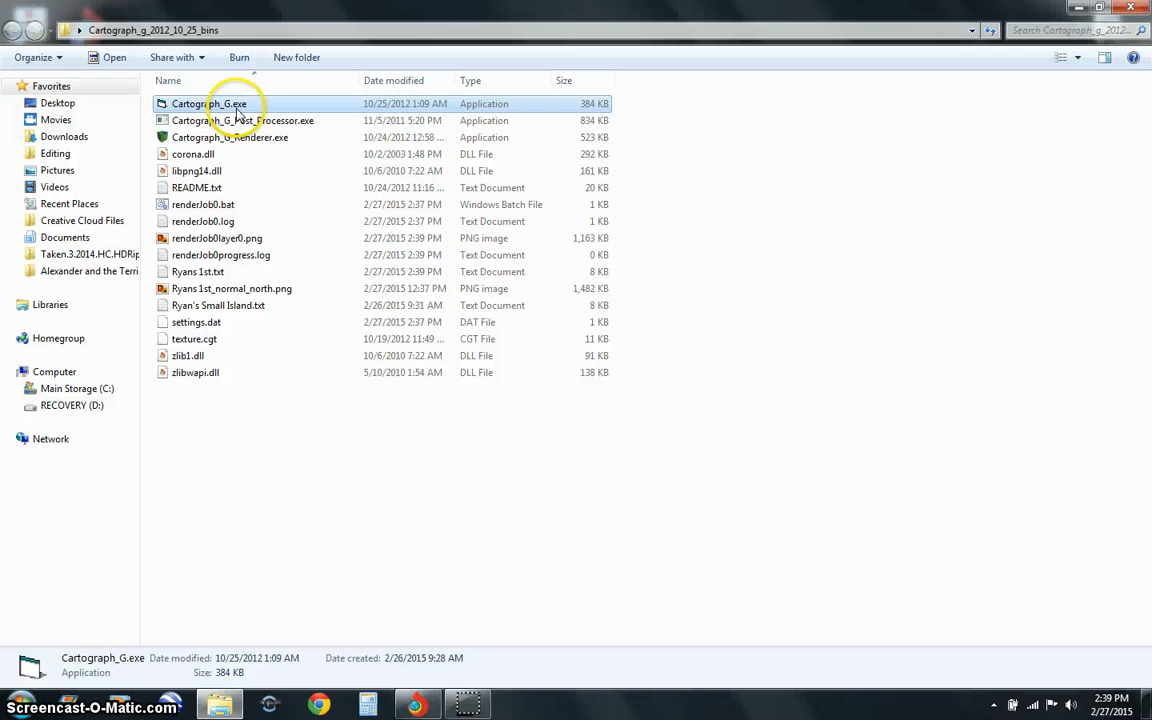 Cartograph_g_2012_10_25_bins
Search Cartograph_g_2012...
Organize Open Share with Burn New folder
Name Date modified Type Size
Favorites
Desktop
Movies
Downloads
Editing
Pictures
Videos
Recent Places
Creative Cloud Files
Documents
Taken.3.2014.HC.HDRip
Alexander and the Terri
Libraries
Homegroup
Computer
Main Storage (C:)
RECOVERY (D:)
Network
Cartograph_G.exe 10/25/2012 1:09 AM Application 384 KB
Cartograph_G_Post_Processor.exe 11/5/2011 5:20 PM Application 834 KB
Cartograph_G_Renderer.exe 10/24/2012 12:58 ... Application 523 KB
corona.dll 10/2/2003 1:48 PM DLL File 292 KB
libpng14.dll 10/6/2010 7:22 AM DLL File 161 KB
README.txt 10/24/2012 11:16 ... Text Document 20 KB
renderJob0.bat 2/27/2015 2:37 PM Windows Batch File 1 KB
renderJob0.log 2/27/2015 2:37 PM Text Document 1 KB
renderJob0layer0.png 2/27/2015 2:39 PM PNG image 1,163 KB
renderJob0progress.log 2/27/2015 2:39 PM Text Document 0 KB
Ryans 1st.txt 2/27/2015 2:39 PM Text Document 8 KB
Ryans 1st_normal_north.png 2/27/2015 12:37 PM PNG image 1,482 KB
Ryan's Small Island.txt 2/26/2015 9:31 AM Text Document 8 KB
settings.dat 2/27/2015 2:37 PM DAT File 1 KB
texture.cgt 10/19/2012 11:49 ... CGT File 11 KB
zlib1.dll 10/6/2010 7:22 AM DLL File 91 KB
zlibwapi.dll 5/10/2010 1:54 AM DLL File 138 KB
Cartograph_G.exe Date modified: 10/25/2012 1:09 AM Date created: 2/26/2015 9:28 AM
Application Size: 384 KB
Screencast-O-Matic.com
2:39 PM
2/27/2015